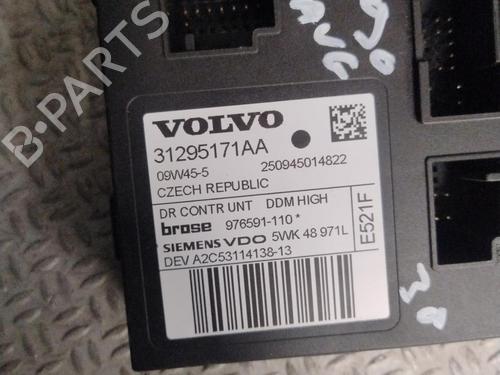 VOLVO
31295171AA
09W45-5 250945014822
CZECH REPUBLIC
DR CONTR UNT DDM HIGH
brose 976591-110 *
SIEMENS VDO 5WK 48 971L
DEV A2C53114138-13
E521F
B-PARTS